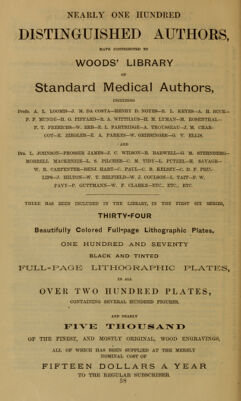 NEARLY ONE HUNDRED
DISTINGUISHED AUTHORS,
HAVE CONTRIBUTED TO
WOODS' LIBRARY
OF
Standard Medical Authors,
INCLUDING
Profs. A. L. LOOMIS—J. M. DA COSTA—HENRY D. NOYES—E. L. KEYES—A. H. BUCK—
P. F. MUNDE—H. G. PIFFARD—R. A. WITTHAUS—H. M. LYMAN—M. ROSENTHAL—
F. T. FRERICHS—W. ERB—E. L. PARTRIDGE—A. TROUSSEAU—J. M. CHAR-
COT—E. ZIEGLER—E. A. PARKES—W. GRIESINGER—G. V. ELLIS.
AND
Drs. L. JOHNSON—PROSSER JAMES—J. C. WILSON—R. BARWELL—G. M. STERNBERG—
MORRELL MACKENZIE—L. S. PILCHER—C. M. TIDY—L. PUTZEL—H. SAVAGE—
W. B. CARPENTER—BENJ. HART—C. PAUL—C. B. KELSEY—C. D. F. PHIL-
LIPS—J. HILTON—W. T. BELFIELD—W. J. COULSON—L. TAIT—F. W.
PAVY—P. GUTTMANN—W. F. CLARKE—ETC., ETC., ETC.
THERE HAS BEEN INCLUDED IN THE LIBRARY, IN THE FIRST SIX SERIES,
THIRTY-FOUR
Beautifully Colored Full-page Lithographic Plates,
ONE HUNDRED AND SEVENTY
BLACK AND TINTED
FULL-PAGE LITHOGRAPHIC PLATES,
IN ALL
OVER TWO HUNDRED PLATES,
CONTAINING SEVERAL HUNDRED FIGURES.
AND NEARLY
FIVE THOUSAND
OF THE FINEST, AND MOSTLY ORIGINAL, WOOD ENGRAVINGS,
ALL OF WHICH HAS BEEN SUPPLIED AT THE MERELY
NOMINAL COST OF
FIFTEEN DOLLARS A YEAR
TO THE REGULAR SUBSCRIBER.
58